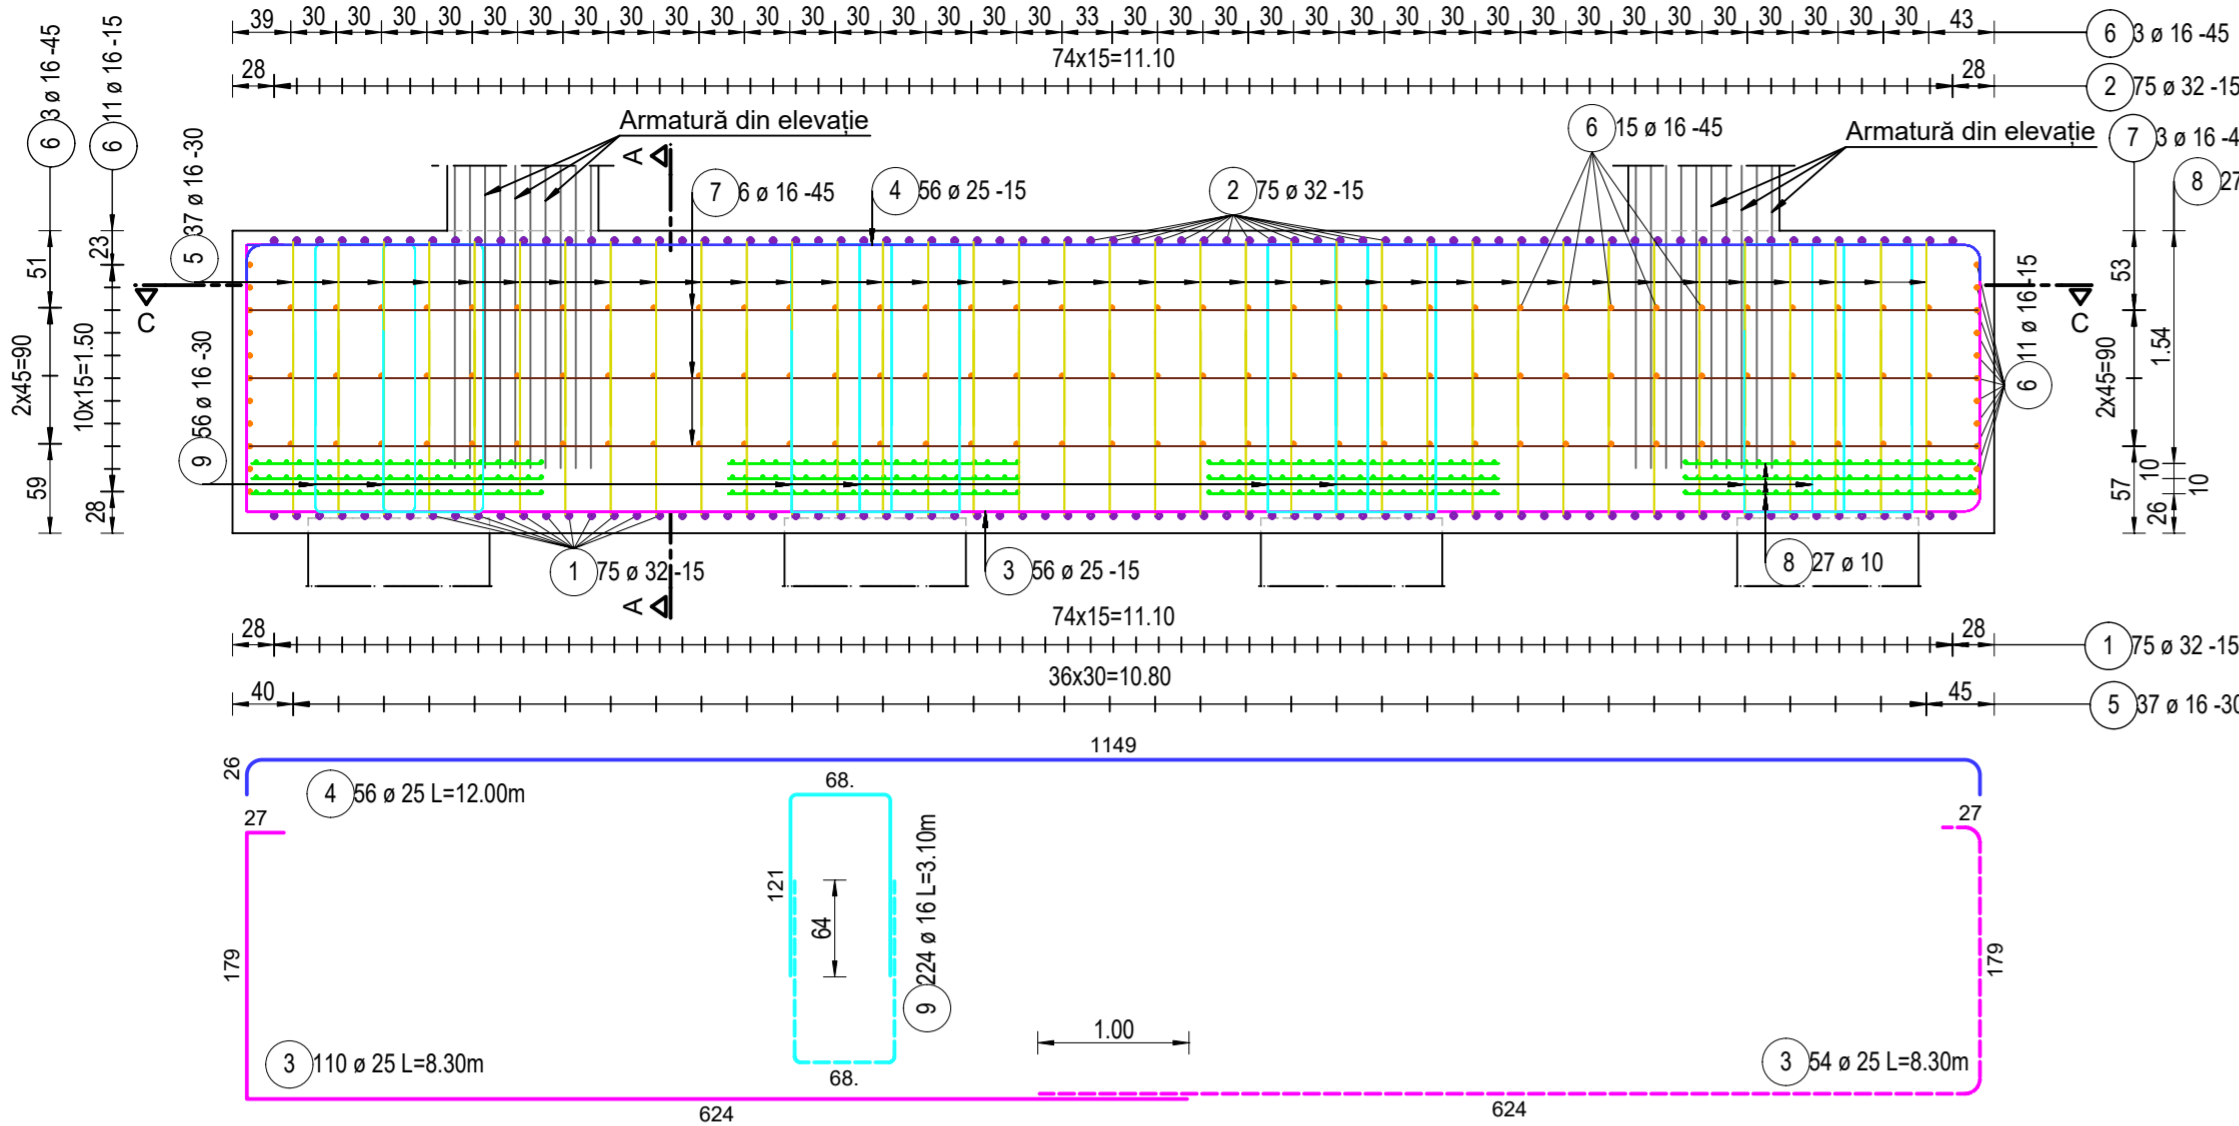 39 30 30 30 30 30 30 30 30 30 30 30 30 30 30 30 30 30 33 30 30 30 30 30 30 30 30 30 30 30 30 30 30 30 30 30 30 43
6 3 ø 16 -45
74x15=11.10
28 28
2 75 ø 32 -15
6 3 ø 16 -45
6 11 ø 16 -15
5 37 ø 16 -30
9 56 ø 16 -30
Armatură din elevație
A
7 6 ø 16 -45
4 56 ø 25 -15
2 75 ø 32 -15
6 15 ø 16 -45
Armatură din elevație
7 3 ø 16 -4
8 27
51
23
2x45=90
10x15=1.50
59
28
C
C
6 11 ø 16 -15
53
1.54
2x45=90
57
10
10
26
1 75 ø 32 -15
A
3 56 ø 25 -15
8 27 ø 10
74x15=11.10
28 28
1 75 ø 32 -15
36x30=10.80
40 45
5 37 ø 16 -30
1149
26
4 56 ø 25 L=12.00m
68.
27
27
121
64
9 224 ø 16 L=3.10m
179
179
1.00
3 110 ø 25 L=8.30m
68.
3 54 ø 25 L=8.30m
624
624